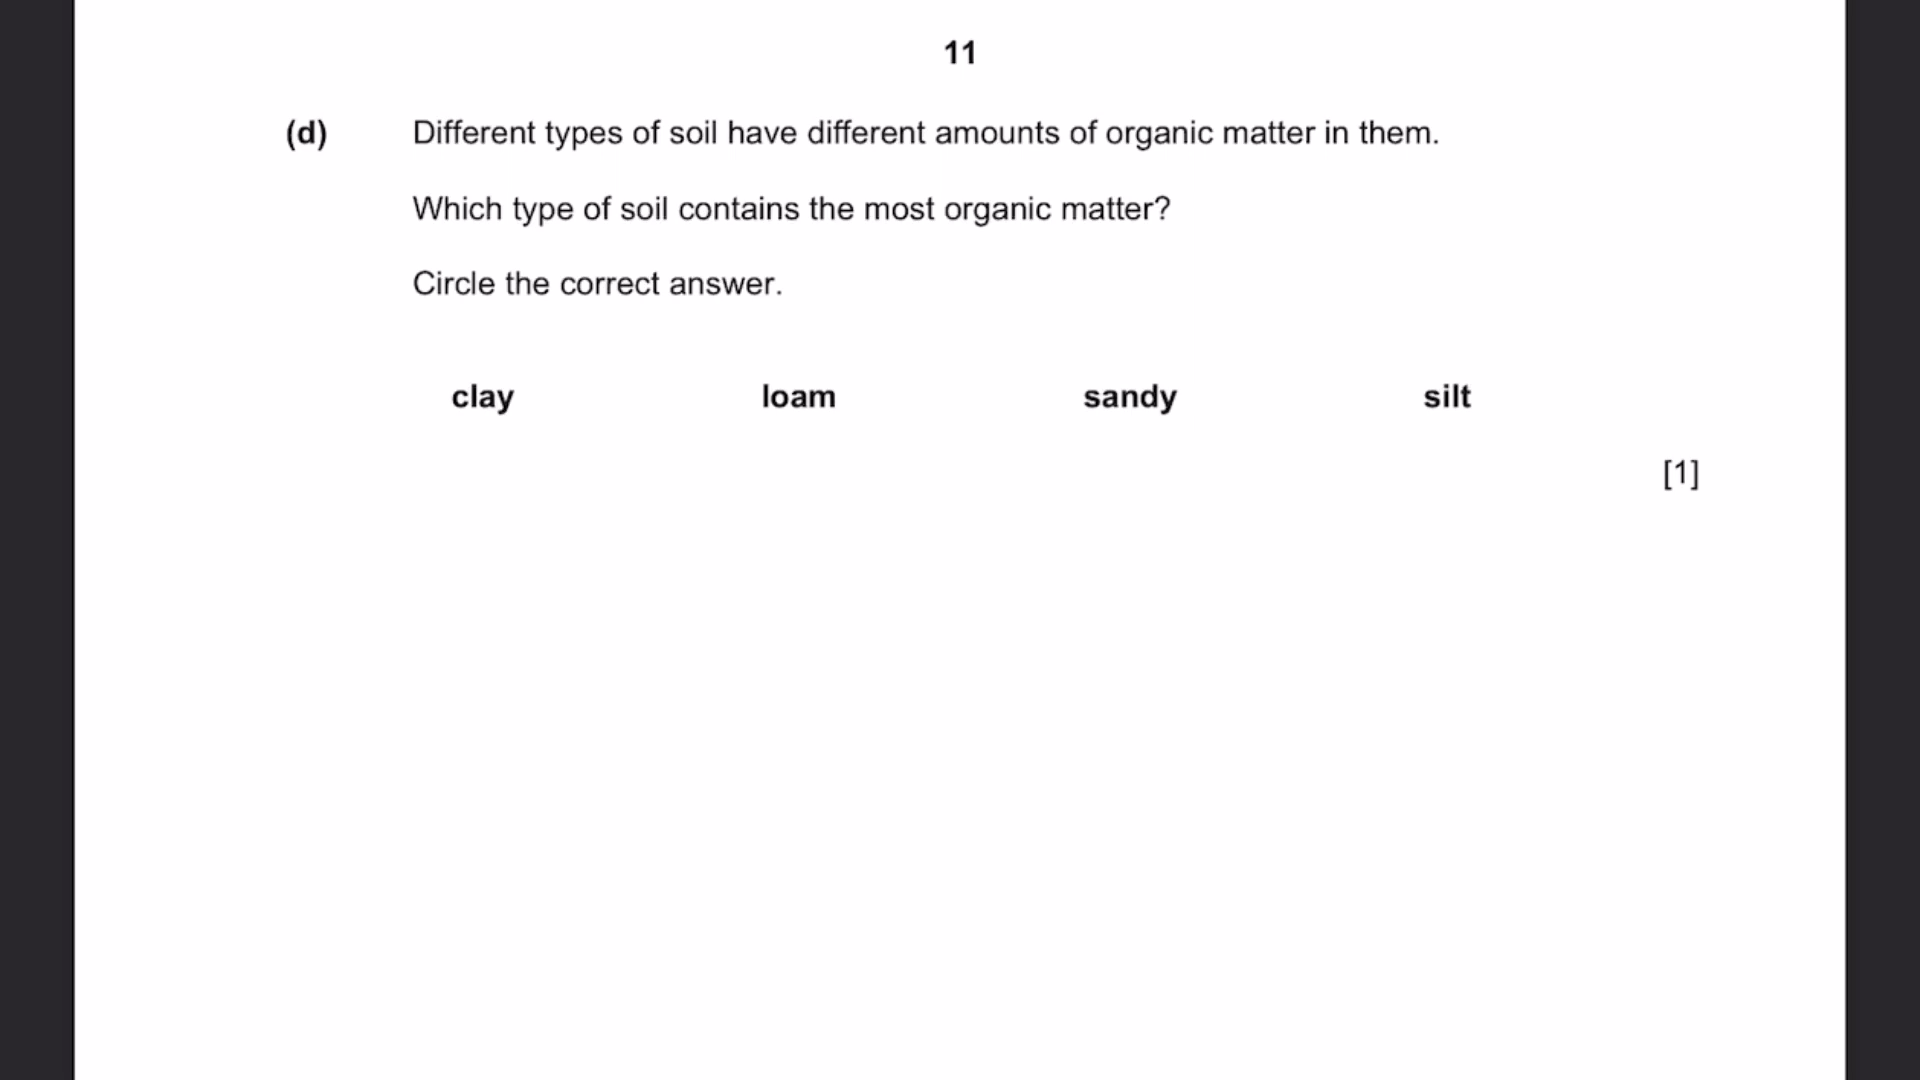 11
(d) Different types of soil have different amounts of organic matter in them.
Which type of soil contains the most organic matter?
Circle the correct answer.
clay loam sandy silt
[1]